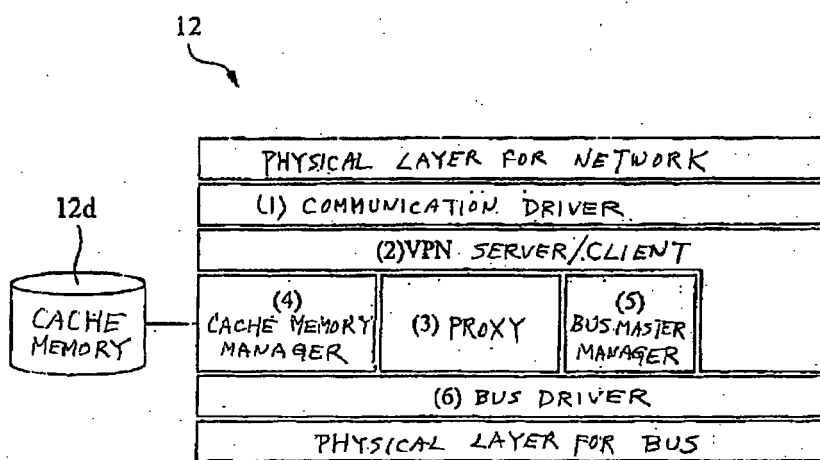 12
PHYSICAL LAYER FOR NETWORK
(1) COMMUNICATION DRIVER
12d
(2)VPN SERVER/CLIENT
CACHE
MEMORY
(4)
CACHE MEMORY
MANAGER
(3) PROXY
(5)
BUS MASTER
MANAGER
(6) BUS DRIVER
PHYSICAL LAYER FOR BUS